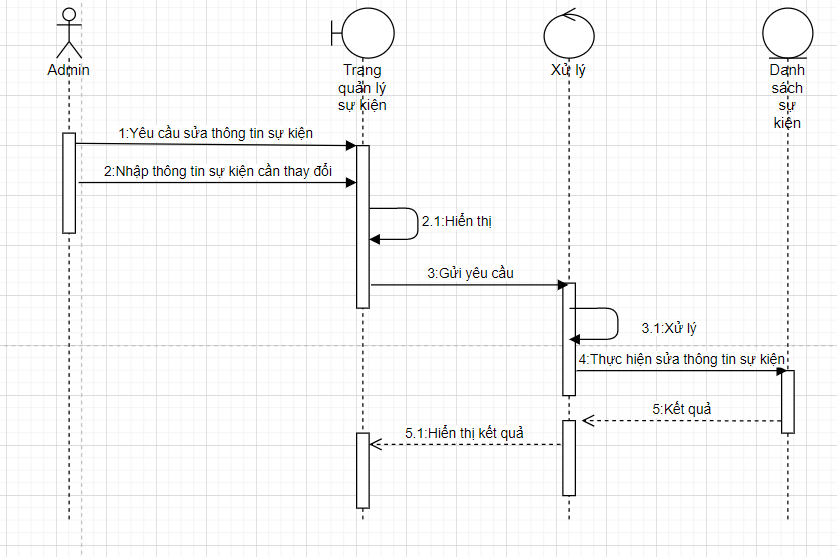 Admin
Trang
quản lý
sự kiện
Xử lý
Danh
sách
sự
kiện
1:Yêu cầu sửa thông tin sự kiện
2:Nhập thông tin sự kiện cần thay đổi
2.1:Hiển thị
3:Gửi yêu cầu
3.1:Xử lý
4:Thực hiện sửa thông tin sự kiện
5:Kết quả
5.1:Hiển thị kết quả